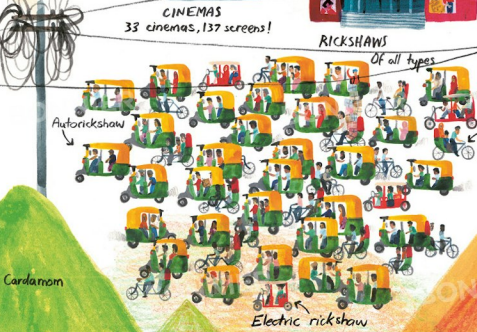 CINEMAS
33 cinemas, 137 screens!
RICKSHAWS
Of all types
Autorickshaw
Cardamom
Electric rickshaw